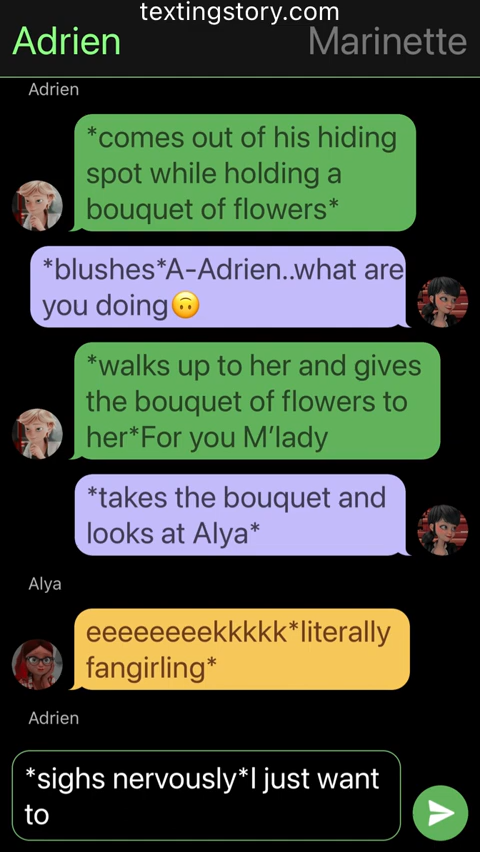 textingstory.com
Adrien
Marinette
Adrien
*comes out of his hiding
spot while holding a
bouquet of flowers*
*blushes*A-Adrien..what are
you doing🙃
*walks up to her and gives
the bouquet of flowers to
her*For you M’lady
*takes the bouquet and
looks at Alya*
Alya
eeeeeeeekkkkk*literally
fangirling*
Adrien
*sighs nervously*I just want
to